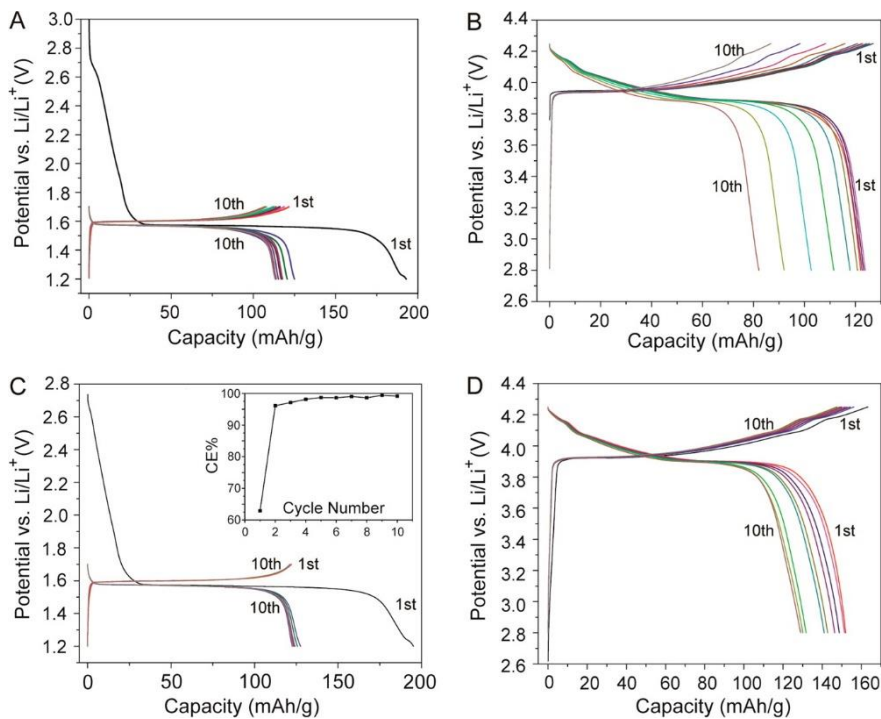 A
Potential vs. Li/Li⁺ (V)
3.0
2.8
2.6
2.4
2.2
2.0
1.8
1.6
1.4
1.2
10th
1st
10th
1st
0 50 100 150 200
Capacity (mAh/g)
B
Potential vs. Li/Li⁺ (V)
4.4
4.2
4.0
3.8
3.6
3.4
3.2
3.0
2.8
2.6
10th
1st
10th
1st
0 20 40 60 80 100 120
Capacity (mAh/g)
C
Potential vs. Li/Li⁺ (V)
2.8
2.6
2.4
2.2
2.0
1.8
1.6
1.4
1.2
CE%
100
90
80
70
60
Cycle Number
0 2 4 6 8 10
10th
1st
10th
1st
0 50 100 150 200
Capacity (mAh/g)
D
Potential vs. Li/Li⁺ (V)
4.4
4.2
4.0
3.8
3.6
3.4
3.2
3.0
2.8
2.6
10th
1st
10th
1st
0 20 40 60 80 100 120 140 160
Capacity (mAh/g)